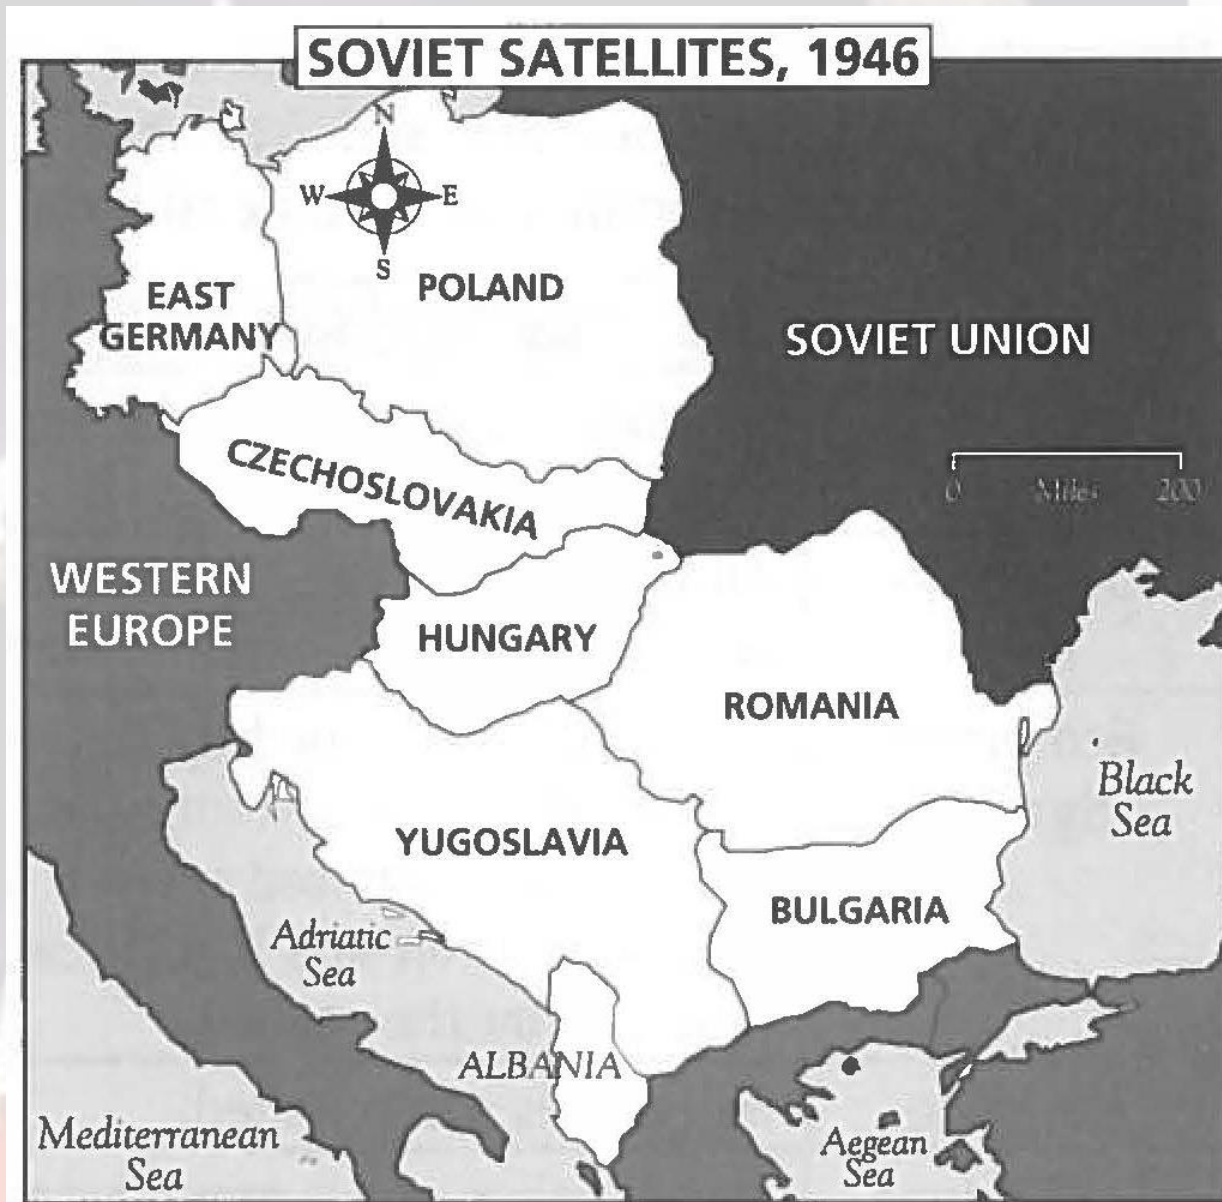 SOVIET SATELLITES, 1946
N
W E
S
EAST
GERMANY
POLAND
SOVIET UNION
CZECHOSLOVAKIA
0 Miles 200
WESTERN
EUROPE
HUNGARY
ROMANIA
Black
Sea
YUGOSLAVIA
BULGARIA
Adriatic
Sea
ALBANIA
Mediterranean
Sea
Aegean
Sea